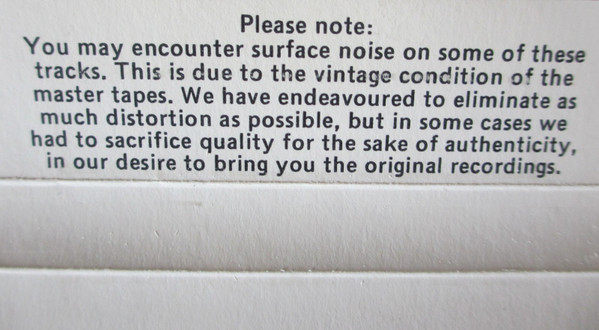 Please note:
You may encounter surface noise on some of these
tracks. This is due to the vintage condition of the
master tapes. We have endeavoured to eliminate as
much distortion as possible, but in some cases we
had to sacrifice quality for the sake of authenticity,
in our desire to bring you the original recordings.